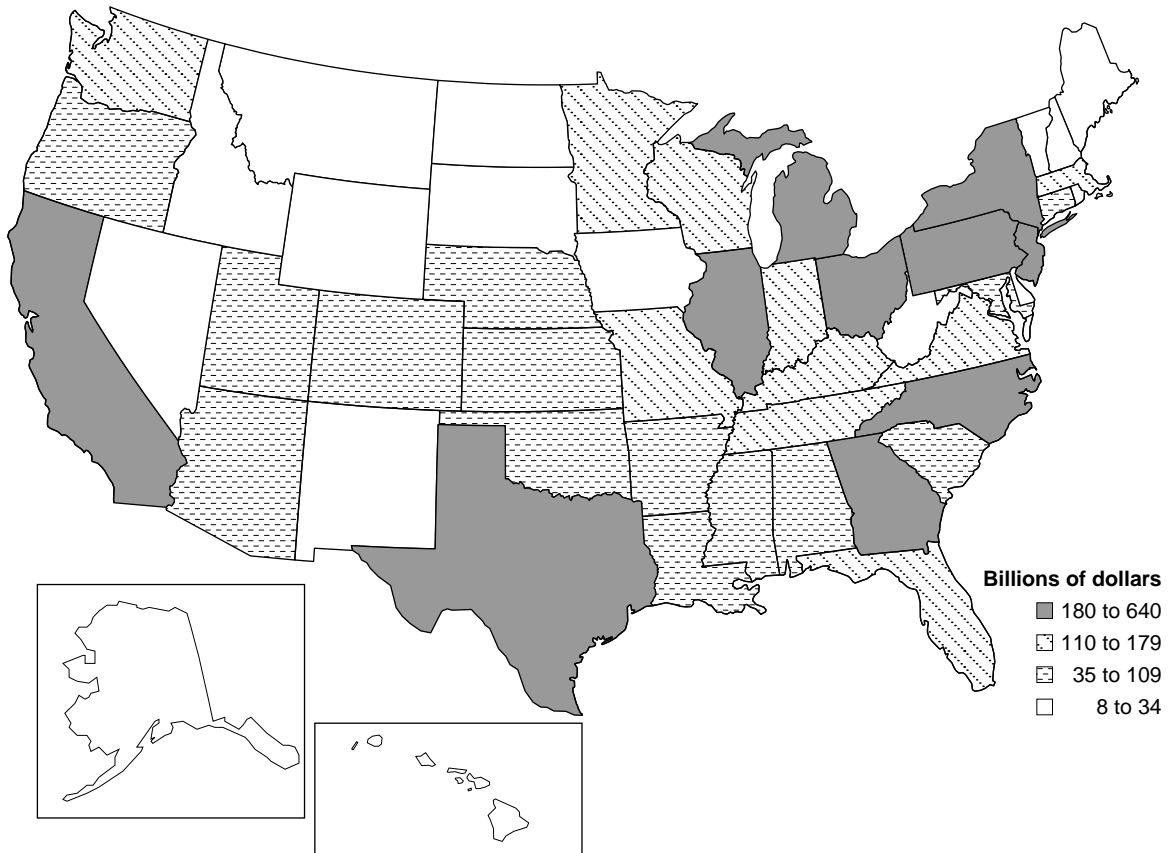 Billions of dollars
180 to 640
110 to 179
35 to 109
8 to 34